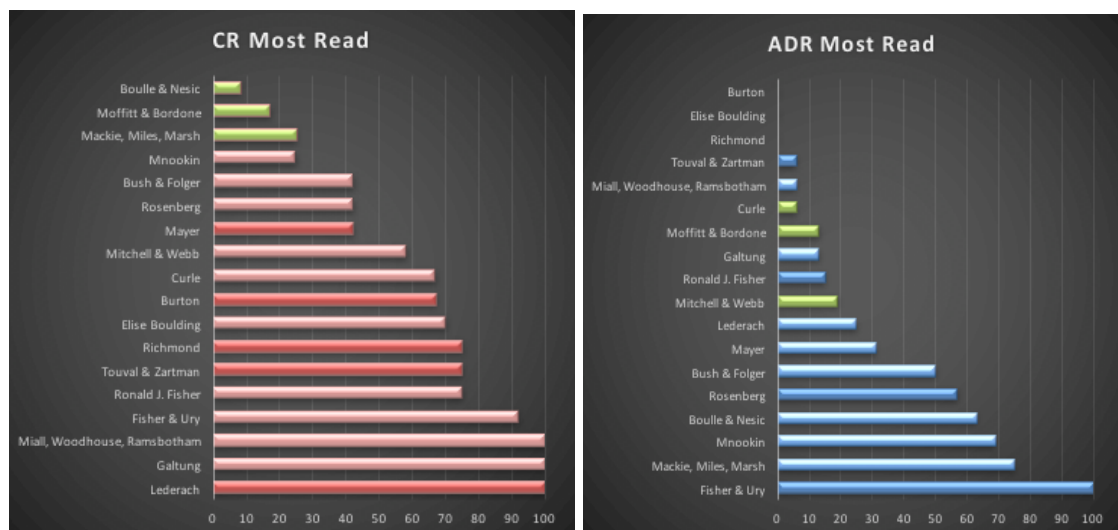 CR Most Read
Boulle & Nesic
Moffitt & Bordone
Mackie, Miles, Marsh
Mnookin
Bush & Folger
Rosenberg
Mayer
Mitchell & Webb
Curle
Burton
Elise Boulding
Richmond
Touval & Zartman
Ronald J. Fisher
Fisher & Ury
Miall, Woodhouse, Ramsbotham
Galtung
Lederach
0 10 20 30 40 50 60 70 80 90 100
ADR Most Read
Burton
Elise Boulding
Richmond
Touval & Zartman
Miall, Woodhouse, Ramsbotham
Curle
Moffitt & Bordone
Galtung
Ronald J. Fisher
Mitchell & Webb
Lederach
Mayer
Bush & Folger
Rosenberg
Boulle & Nesic
Mnookin
Mackie, Miles, Marsh
Fisher & Ury
0 10 20 30 40 50 60 70 80 90 100